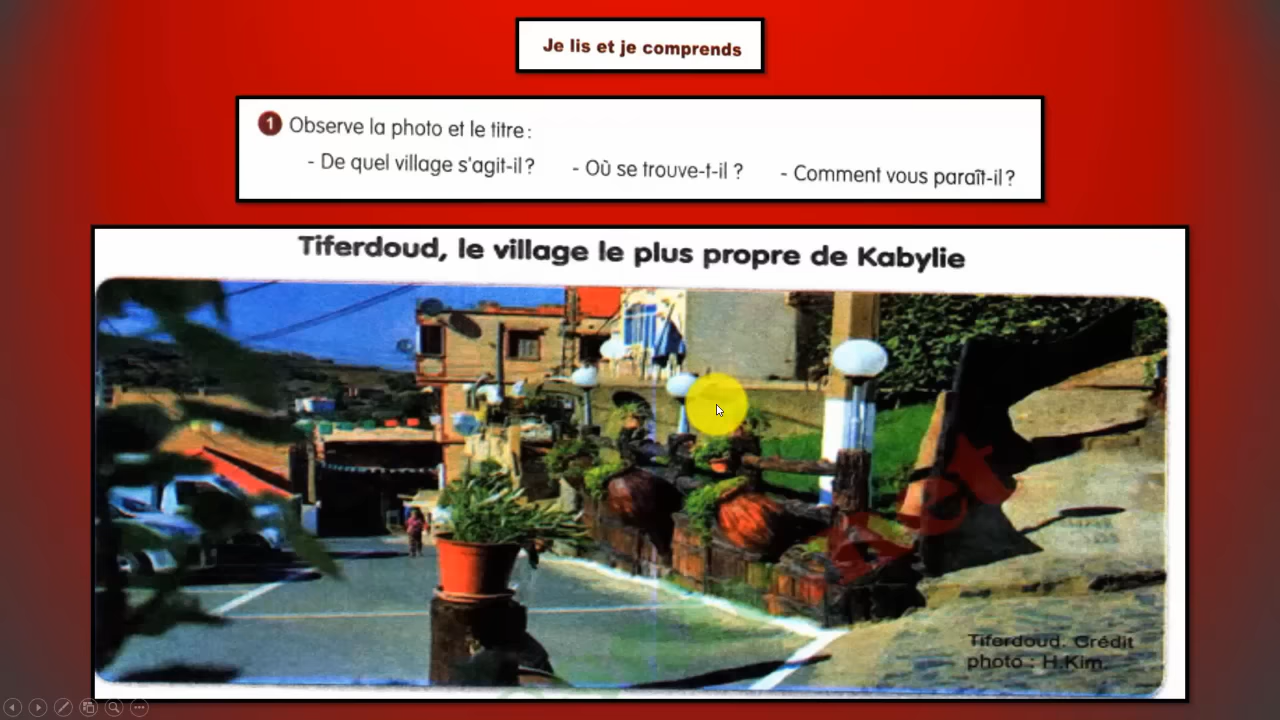 Je lis et je comprends
1 Observe la photo et le titre :
- De quel village s'agit-il ? - Où se trouve-t-il ? - Comment vous paraît-il ?
Tiferdoud, le village le plus propre de Kabylie
Tiferdoud. Crédit
photo : H.Kim.